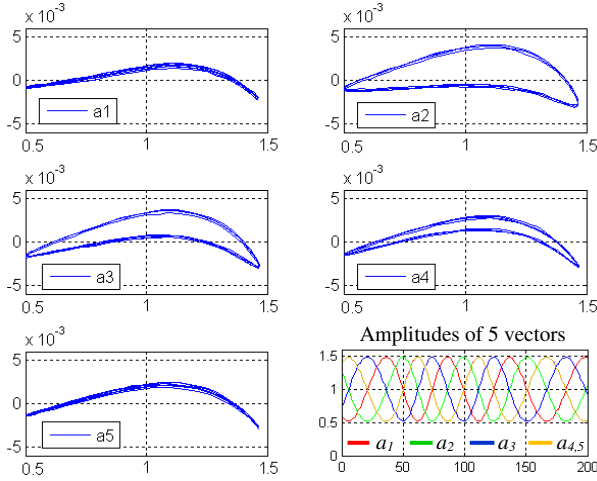 x 10⁻³ x 10⁻³
5 5
0 0
-5 -5
a1 a2
0.5 1 1.5 0.5 1 1.5
x 10⁻³ x 10⁻³
5 5
0 0
-5 -5
a3 a4
0.5 1 1.5 0.5 1 1.5
x 10⁻³ Amplitudes of 5 vectors
5 1.5
0 1
-5 0.5
a5 a1 a2 a3 a4,5
0.5 1 1.5 0 50 100 150 200